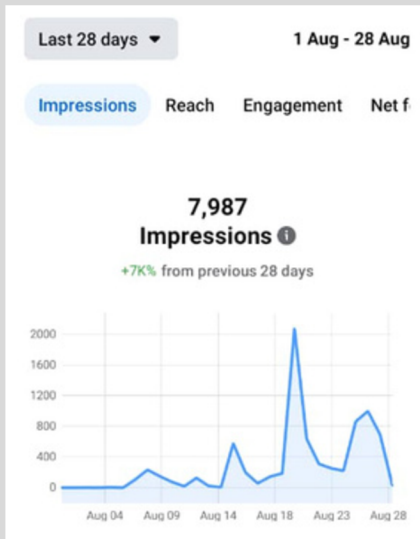 Last 28 days
1 Aug - 28 Aug
Impressions
Reach
Engagement
Net f
7,987
Impressions
+7K% from previous 28 days
2000
1600
1200
800
400
0
Aug 04
Aug 09
Aug 14
Aug 18
Aug 23
Aug 28